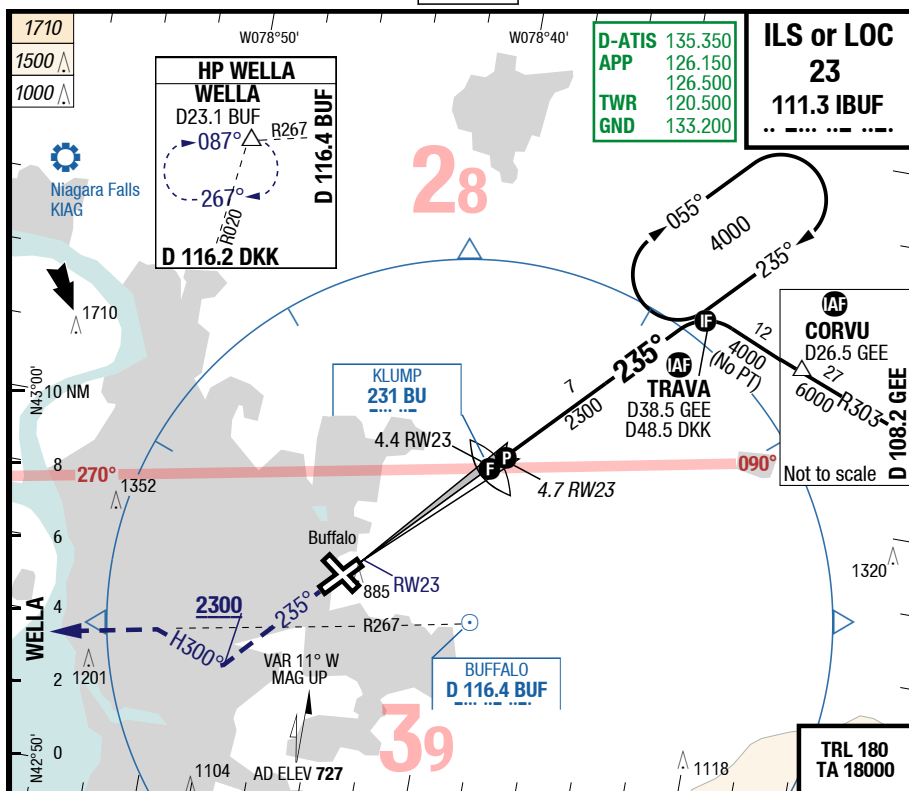 1710
1500
1000
HP WELLA
WELLA
D23.1 BUF
087°
R267
267°
R020
D 116.4 BUF
D 116.2 DKK
Niagara Falls
KIAG
W078°50'
W078°40'
D-ATIS 135.350
APP 126.150
126.500
TWR 120.500
GND 133.200
ILS or LOC
23
111.3 IBUF
28
055°
4000
235°
1710
KLUMP
231 BU
4.4 RW23
F
P
4.7 RW23
235°
7
2300
IF
IAF
TRAVA
D38.5 GEE
D48.5 DKK
12
4000
(No PT)
IAF
CORVU
D26.5 GEE
27
6000
R303
D 108.2 GEE
Not to scale
N43°00'
10 NM
8
270°
090°
1352
6
Buffalo
885
RW23
1320
4
WELLA
2300
235°
H300°
R267
1201
2
VAR 11° W
MAG UP
BUFFALO
D 116.4 BUF
39
N42°50'
0
1104
AD ELEV 727
1118
TRL 180
TA 18000